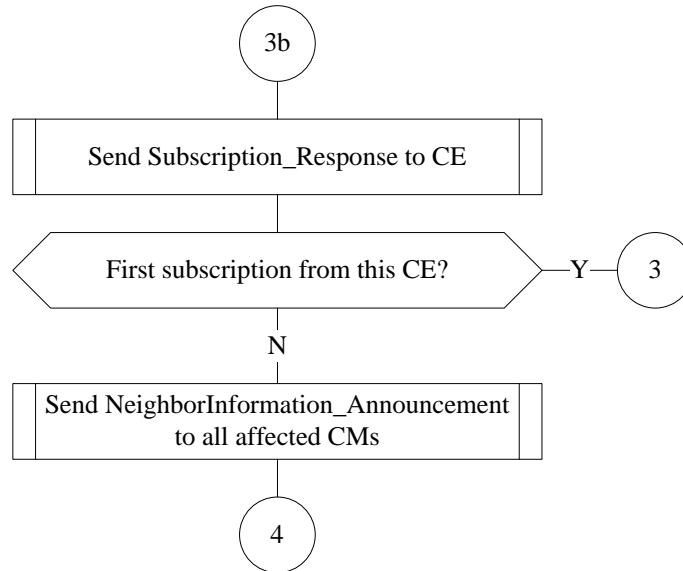 3b
Send Subscription_Response to CE
First subscription from this CE?
Y
3
N
Send NeighborInformation_Announcement
to all affected CMs
4